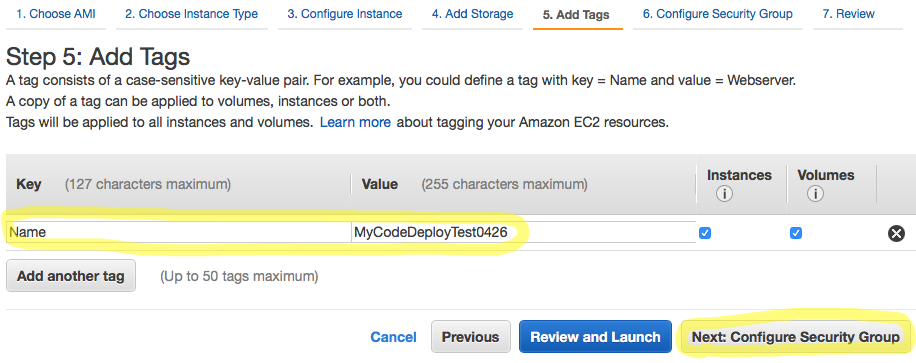 1. Choose AMI 2. Choose Instance Type 3. Configure Instance 4. Add Storage 5. Add Tags 6. Configure Security Group 7. Review
Step 5: Add Tags
A tag consists of a case-sensitive key-value pair. For example, you could define a tag with key = Name and value = Webserver.
A copy of a tag can be applied to volumes, instances or both.
Tags will be applied to all instances and volumes. Learn more about tagging your Amazon EC2 resources.
Key (127 characters maximum) Value (255 characters maximum) Instances i Volumes i
Name MyCodeDeployTest0426
Add another tag (Up to 50 tags maximum)
Cancel Previous Review and Launch Next: Configure Security Group